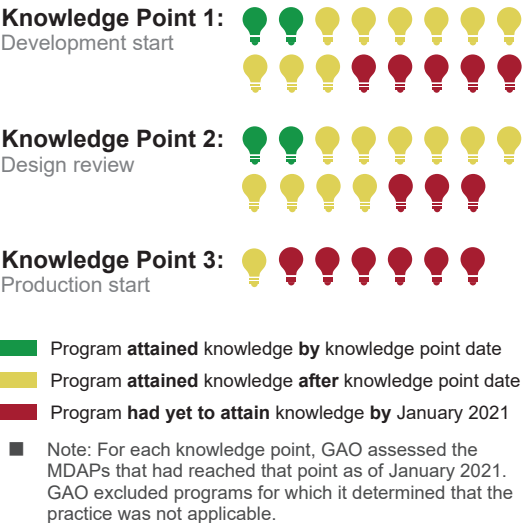 Knowledge Point 1:
Development start
Knowledge Point 2:
Design review
Knowledge Point 3:
Production start
Program attained knowledge by knowledge point date
Program attained knowledge after knowledge point date
Program had yet to attain knowledge by January 2021
Note: For each knowledge point, GAO assessed the
MDAPs that had reached that point as of January 2021.
GAO excluded programs for which it determined that the
practice was not applicable.